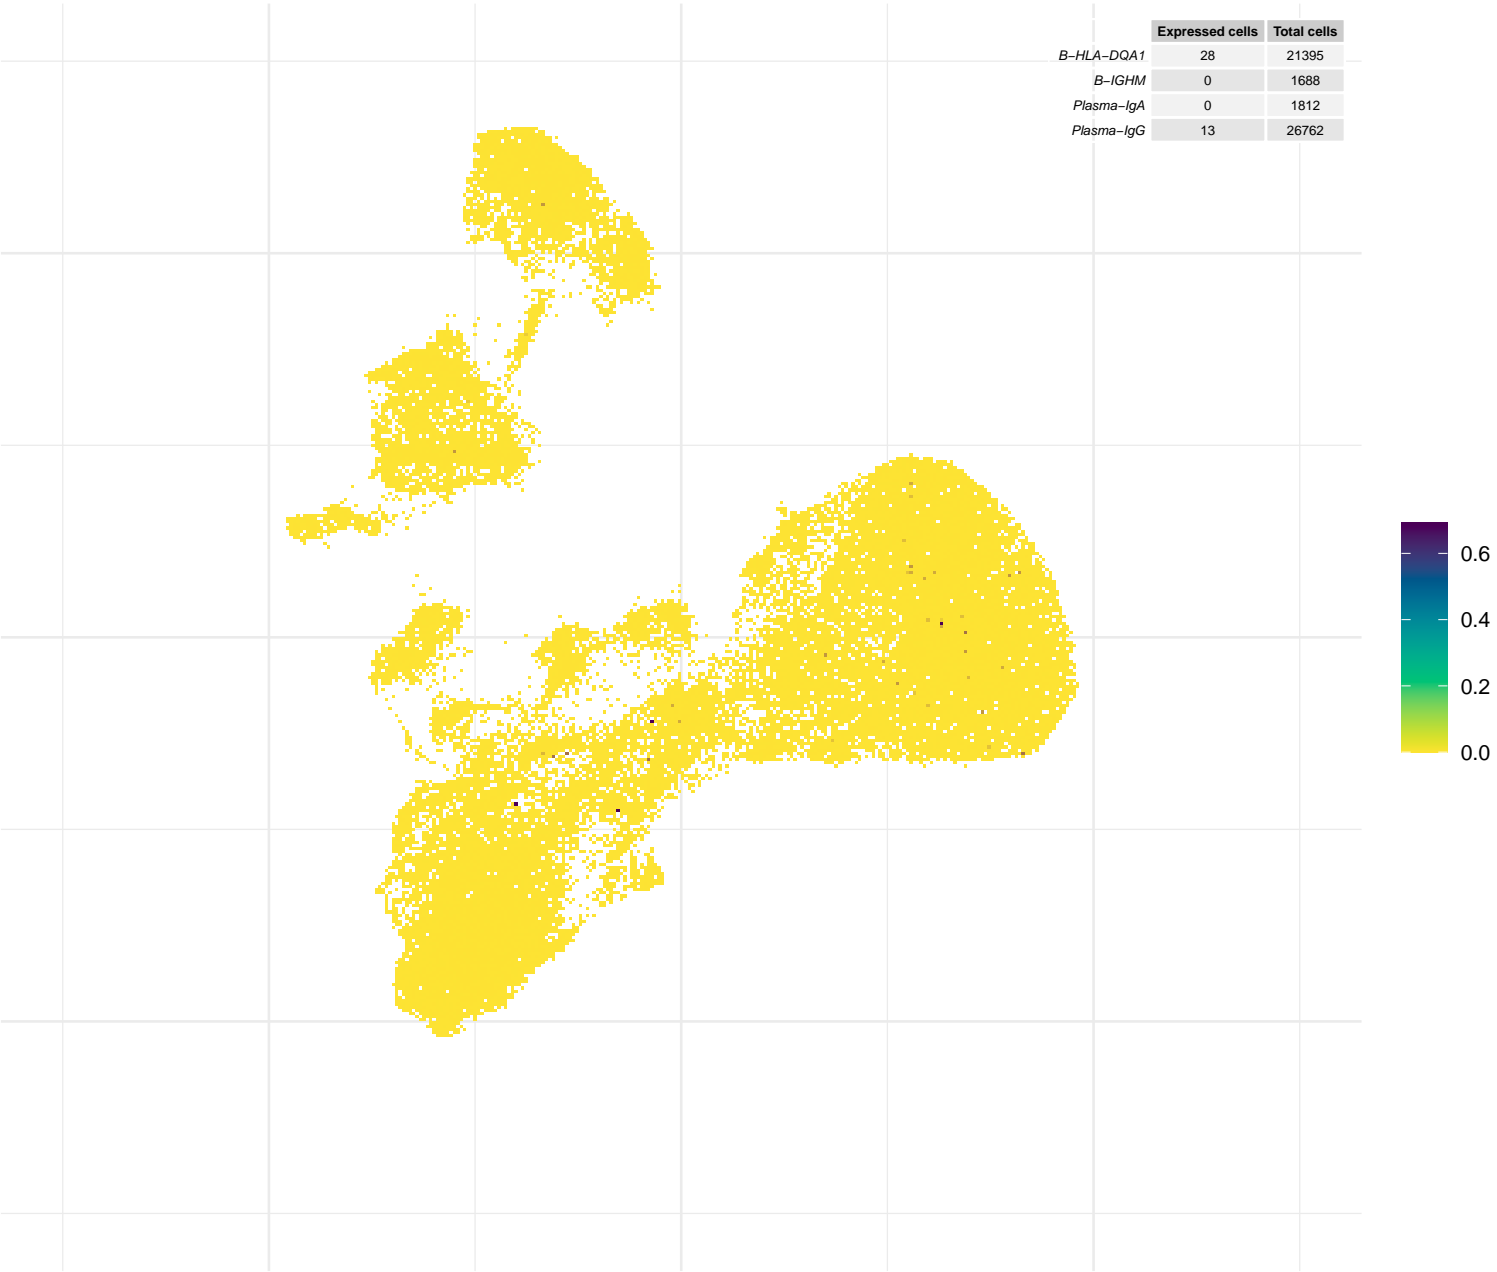 Expressed cells Total cells
B−HLA−DQA1 28 21395
B−IGHM 0 1688
Plasma−IgA 0 1812
Plasma−IgG 13 26762
0.6
0.4
0.2
0.0